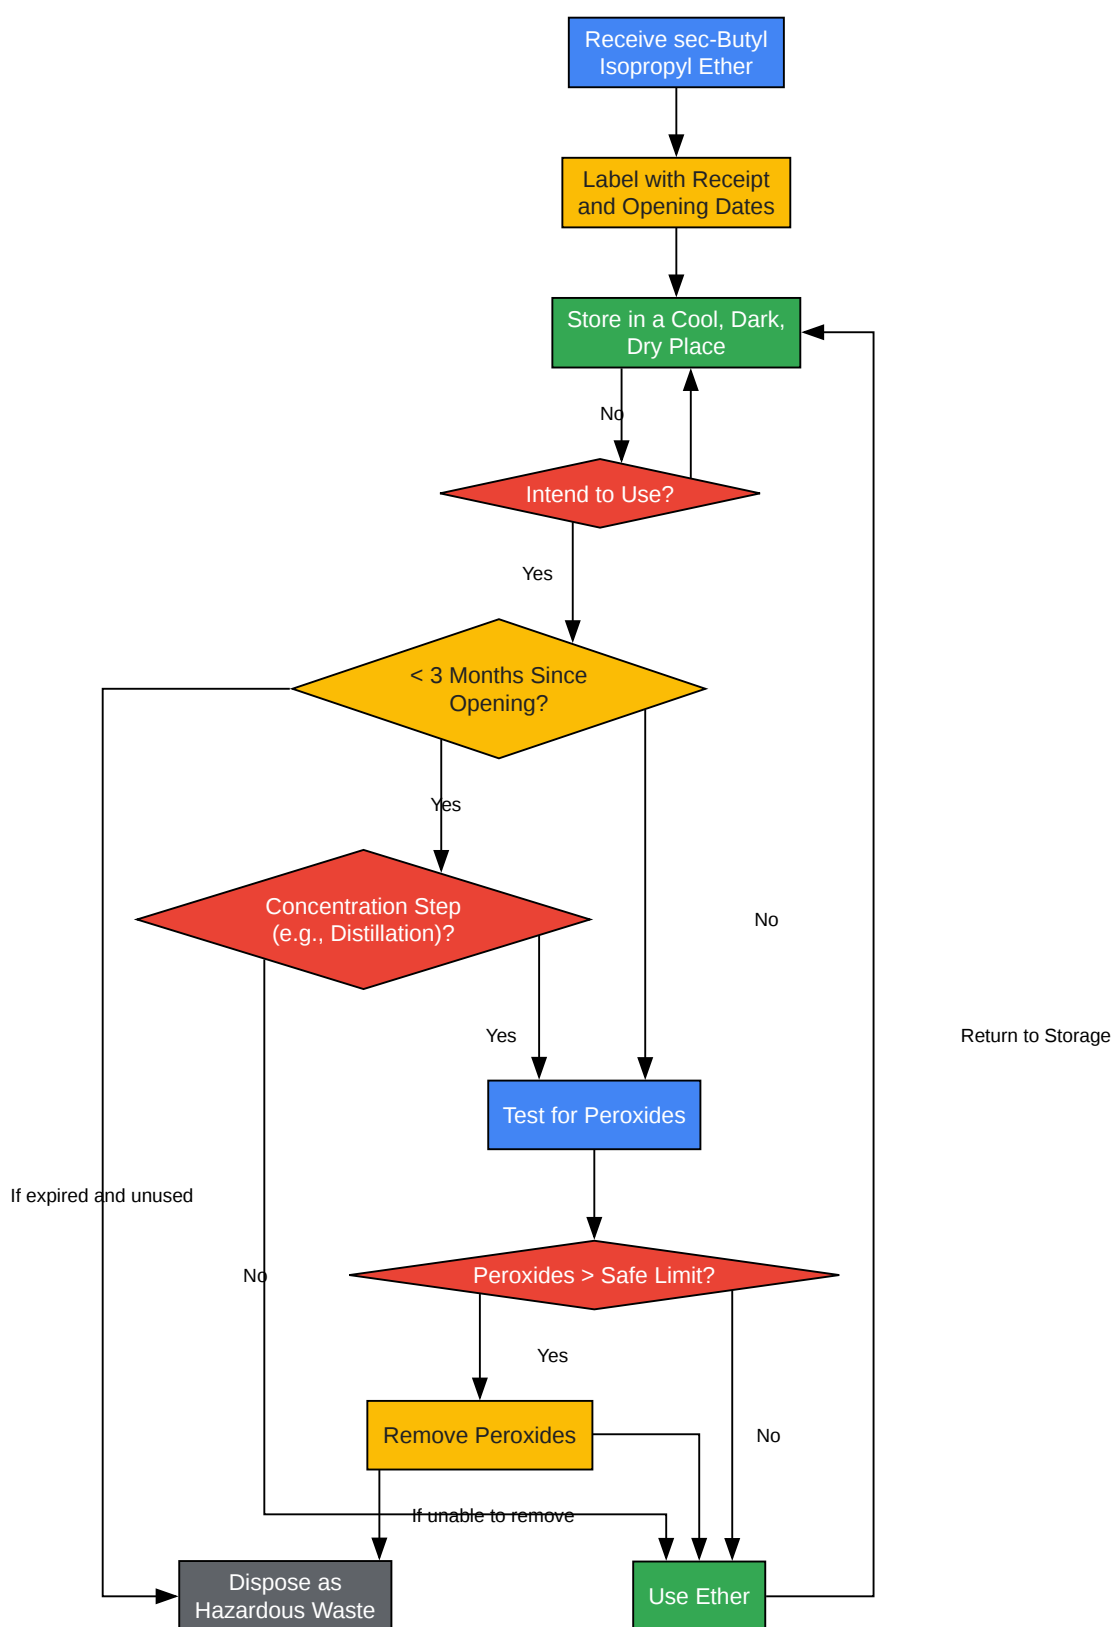 Receive sec-Butyl
Isopropyl Ether
Label with Receipt
and Opening Dates
Store in a Cool, Dark,
Dry Place
No
Intend to Use?
Yes
< 3 Months Since
Opening?
Yes
Concentration Step
(e.g., Distillation)?
No
Yes
Return to Storage
Test for Peroxides
If expired and unused
No
Peroxides > Safe Limit?
Yes
Remove Peroxides
No
If unable to remove
Dispose as
Hazardous Waste
Use Ether